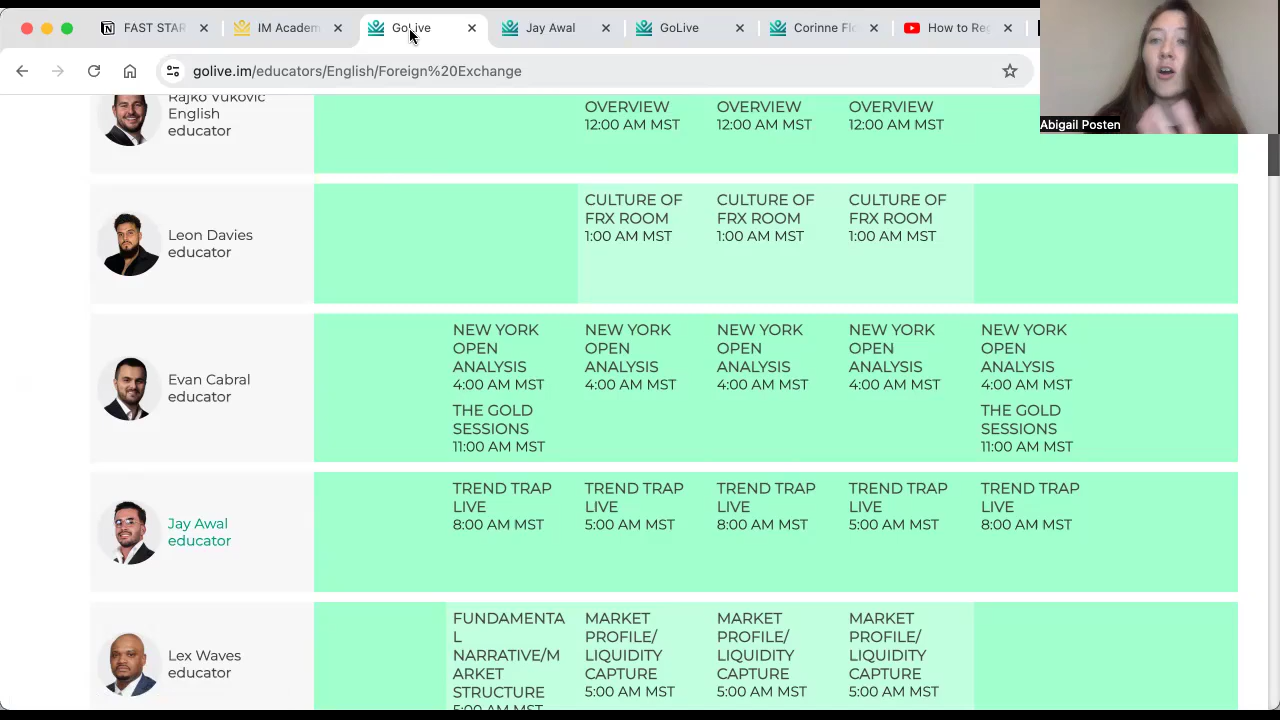 FAST STAR
IM Academ
GoLive
Jay Awal
GoLive
Corinne Flo
How to Reg
golive.im/educators/English/Foreign%20Exchange
Abigail Posten
Rajko Vukovic
English
educator
OVERVIEW
12:00 AM MST
OVERVIEW
12:00 AM MST
OVERVIEW
12:00 AM MST
Leon Davies
educator
CULTURE OF
FRX ROOM
1:00 AM MST
CULTURE OF
FRX ROOM
1:00 AM MST
CULTURE OF
FRX ROOM
1:00 AM MST
Evan Cabral
educator
NEW YORK
OPEN
ANALYSIS
4:00 AM MST
THE GOLD
SESSIONS
11:00 AM MST
NEW YORK
OPEN
ANALYSIS
4:00 AM MST
NEW YORK
OPEN
ANALYSIS
4:00 AM MST
NEW YORK
OPEN
ANALYSIS
4:00 AM MST
NEW YORK
OPEN
ANALYSIS
4:00 AM MST
THE GOLD
SESSIONS
11:00 AM MST
Jay Awal
educator
TREND TRAP
LIVE
8:00 AM MST
TREND TRAP
LIVE
5:00 AM MST
TREND TRAP
LIVE
8:00 AM MST
TREND TRAP
LIVE
5:00 AM MST
TREND TRAP
LIVE
8:00 AM MST
Lex Waves
educator
FUNDAMENTA
L
NARRATIVE/M
ARKET
STRUCTURE
5:00 AM MST
MARKET
PROFILE/
LIQUIDITY
CAPTURE
5:00 AM MST
MARKET
PROFILE/
LIQUIDITY
CAPTURE
5:00 AM MST
MARKET
PROFILE/
LIQUIDITY
CAPTURE
5:00 AM MST